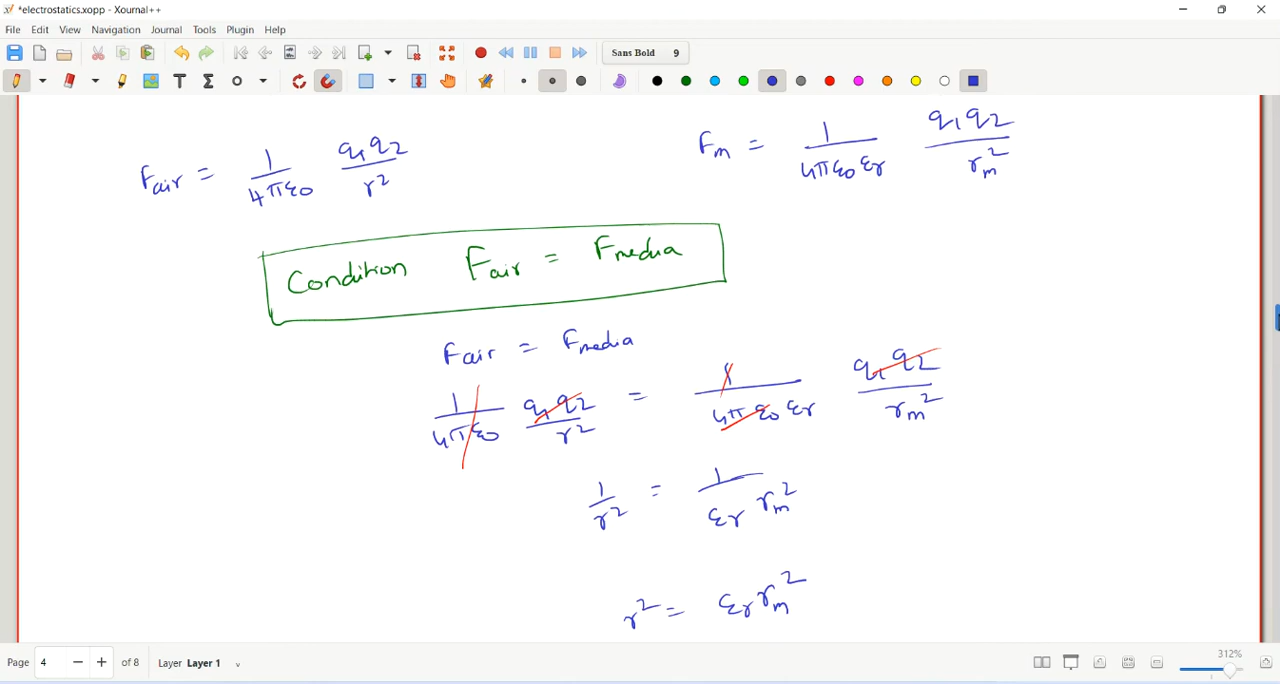 *electrostatics.xopp - Xournal++
File Edit View Navigation Journal Tools Plugin Help
Sans Bold 9
Fair = 1/4πε0 q1q2/r² Fm = 1/4πε0εr q1q2/rm²
Condition Fair = Fmedia
Fair = Fmedia
1/4πε0 q1q2/r² = 1/4πε0εr q1q2/rm²
1/r² = 1/εr rm²
r² = εr rm²
312%
Page 4 of 8 Layer Layer 1